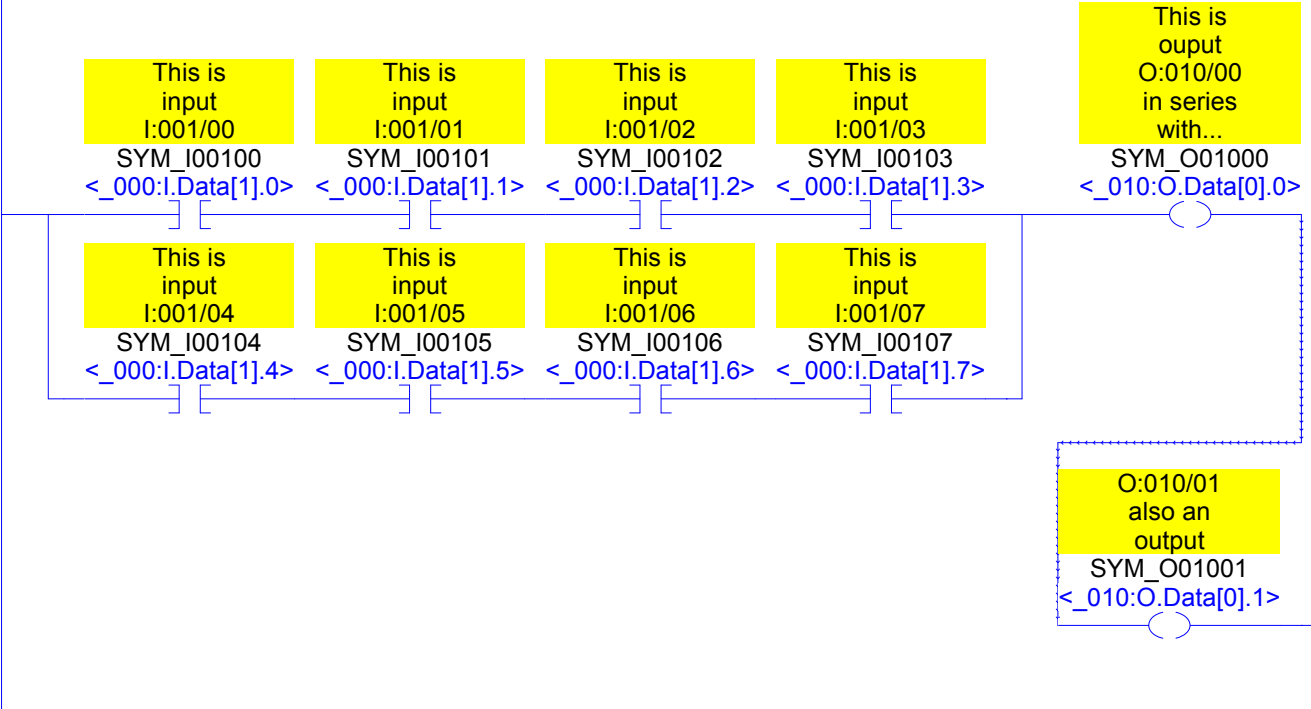 This is
ouput
O:010/00
in series
with...
SYM_O01000
<_010:O.Data[0].0>
This is
input
I:001/00
SYM_I00100
<_000:I.Data[1].0>
This is
input
I:001/01
SYM_I00101
<_000:I.Data[1].1>
This is
input
I:001/02
SYM_I00102
<_000:I.Data[1].2>
This is
input
I:001/03
SYM_I00103
<_000:I.Data[1].3>
This is
input
I:001/04
SYM_I00104
<_000:I.Data[1].4>
This is
input
I:001/05
SYM_I00105
<_000:I.Data[1].5>
This is
input
I:001/06
SYM_I00106
<_000:I.Data[1].6>
This is
input
I:001/07
SYM_I00107
<_000:I.Data[1].7>
O:010/01
also an
output
SYM_O01001
<_010:O.Data[0].1>